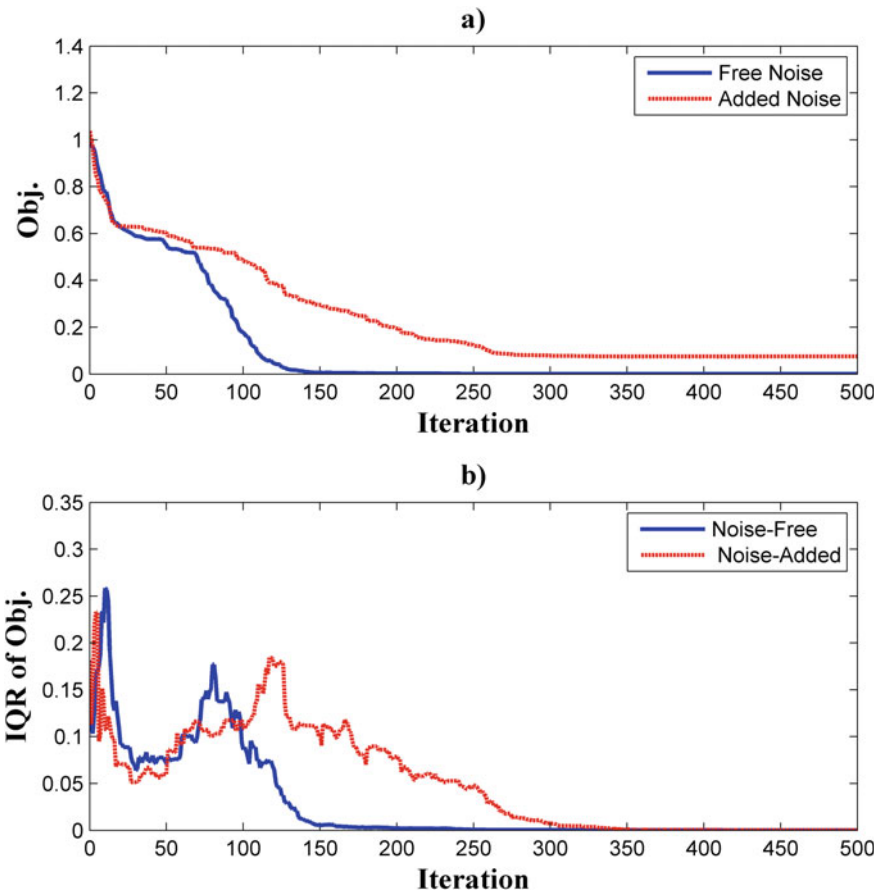 a)
1.4
1.2
1
0.8
0.6
0.4
0.2
0
Obj.
Free Noise
Added Noise
0 50 100 150 200 250 300 350 400 450 500
Iteration
b)
0.35
0.3
0.25
0.2
0.15
0.1
0.05
0
IQR of Obj.
Noise-Free
Noise-Added
0 50 100 150 200 250 300 350 400 450 500
Iteration